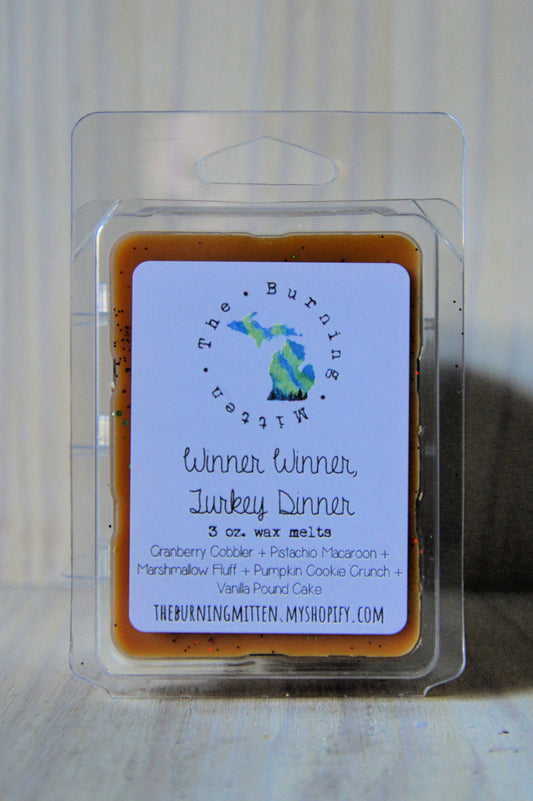 The • Burning • Mitten •
Winner Winner,
Turkey Dinner
3 oz. wax melts
Cranberry Cobbler + Pistachio Macaroon +
Marshmallow Fluff + Pumpkin Cookie Crunch +
Vanilla Pound Cake
THEBURNINGMITTEN.MYSHOPIFY.COM